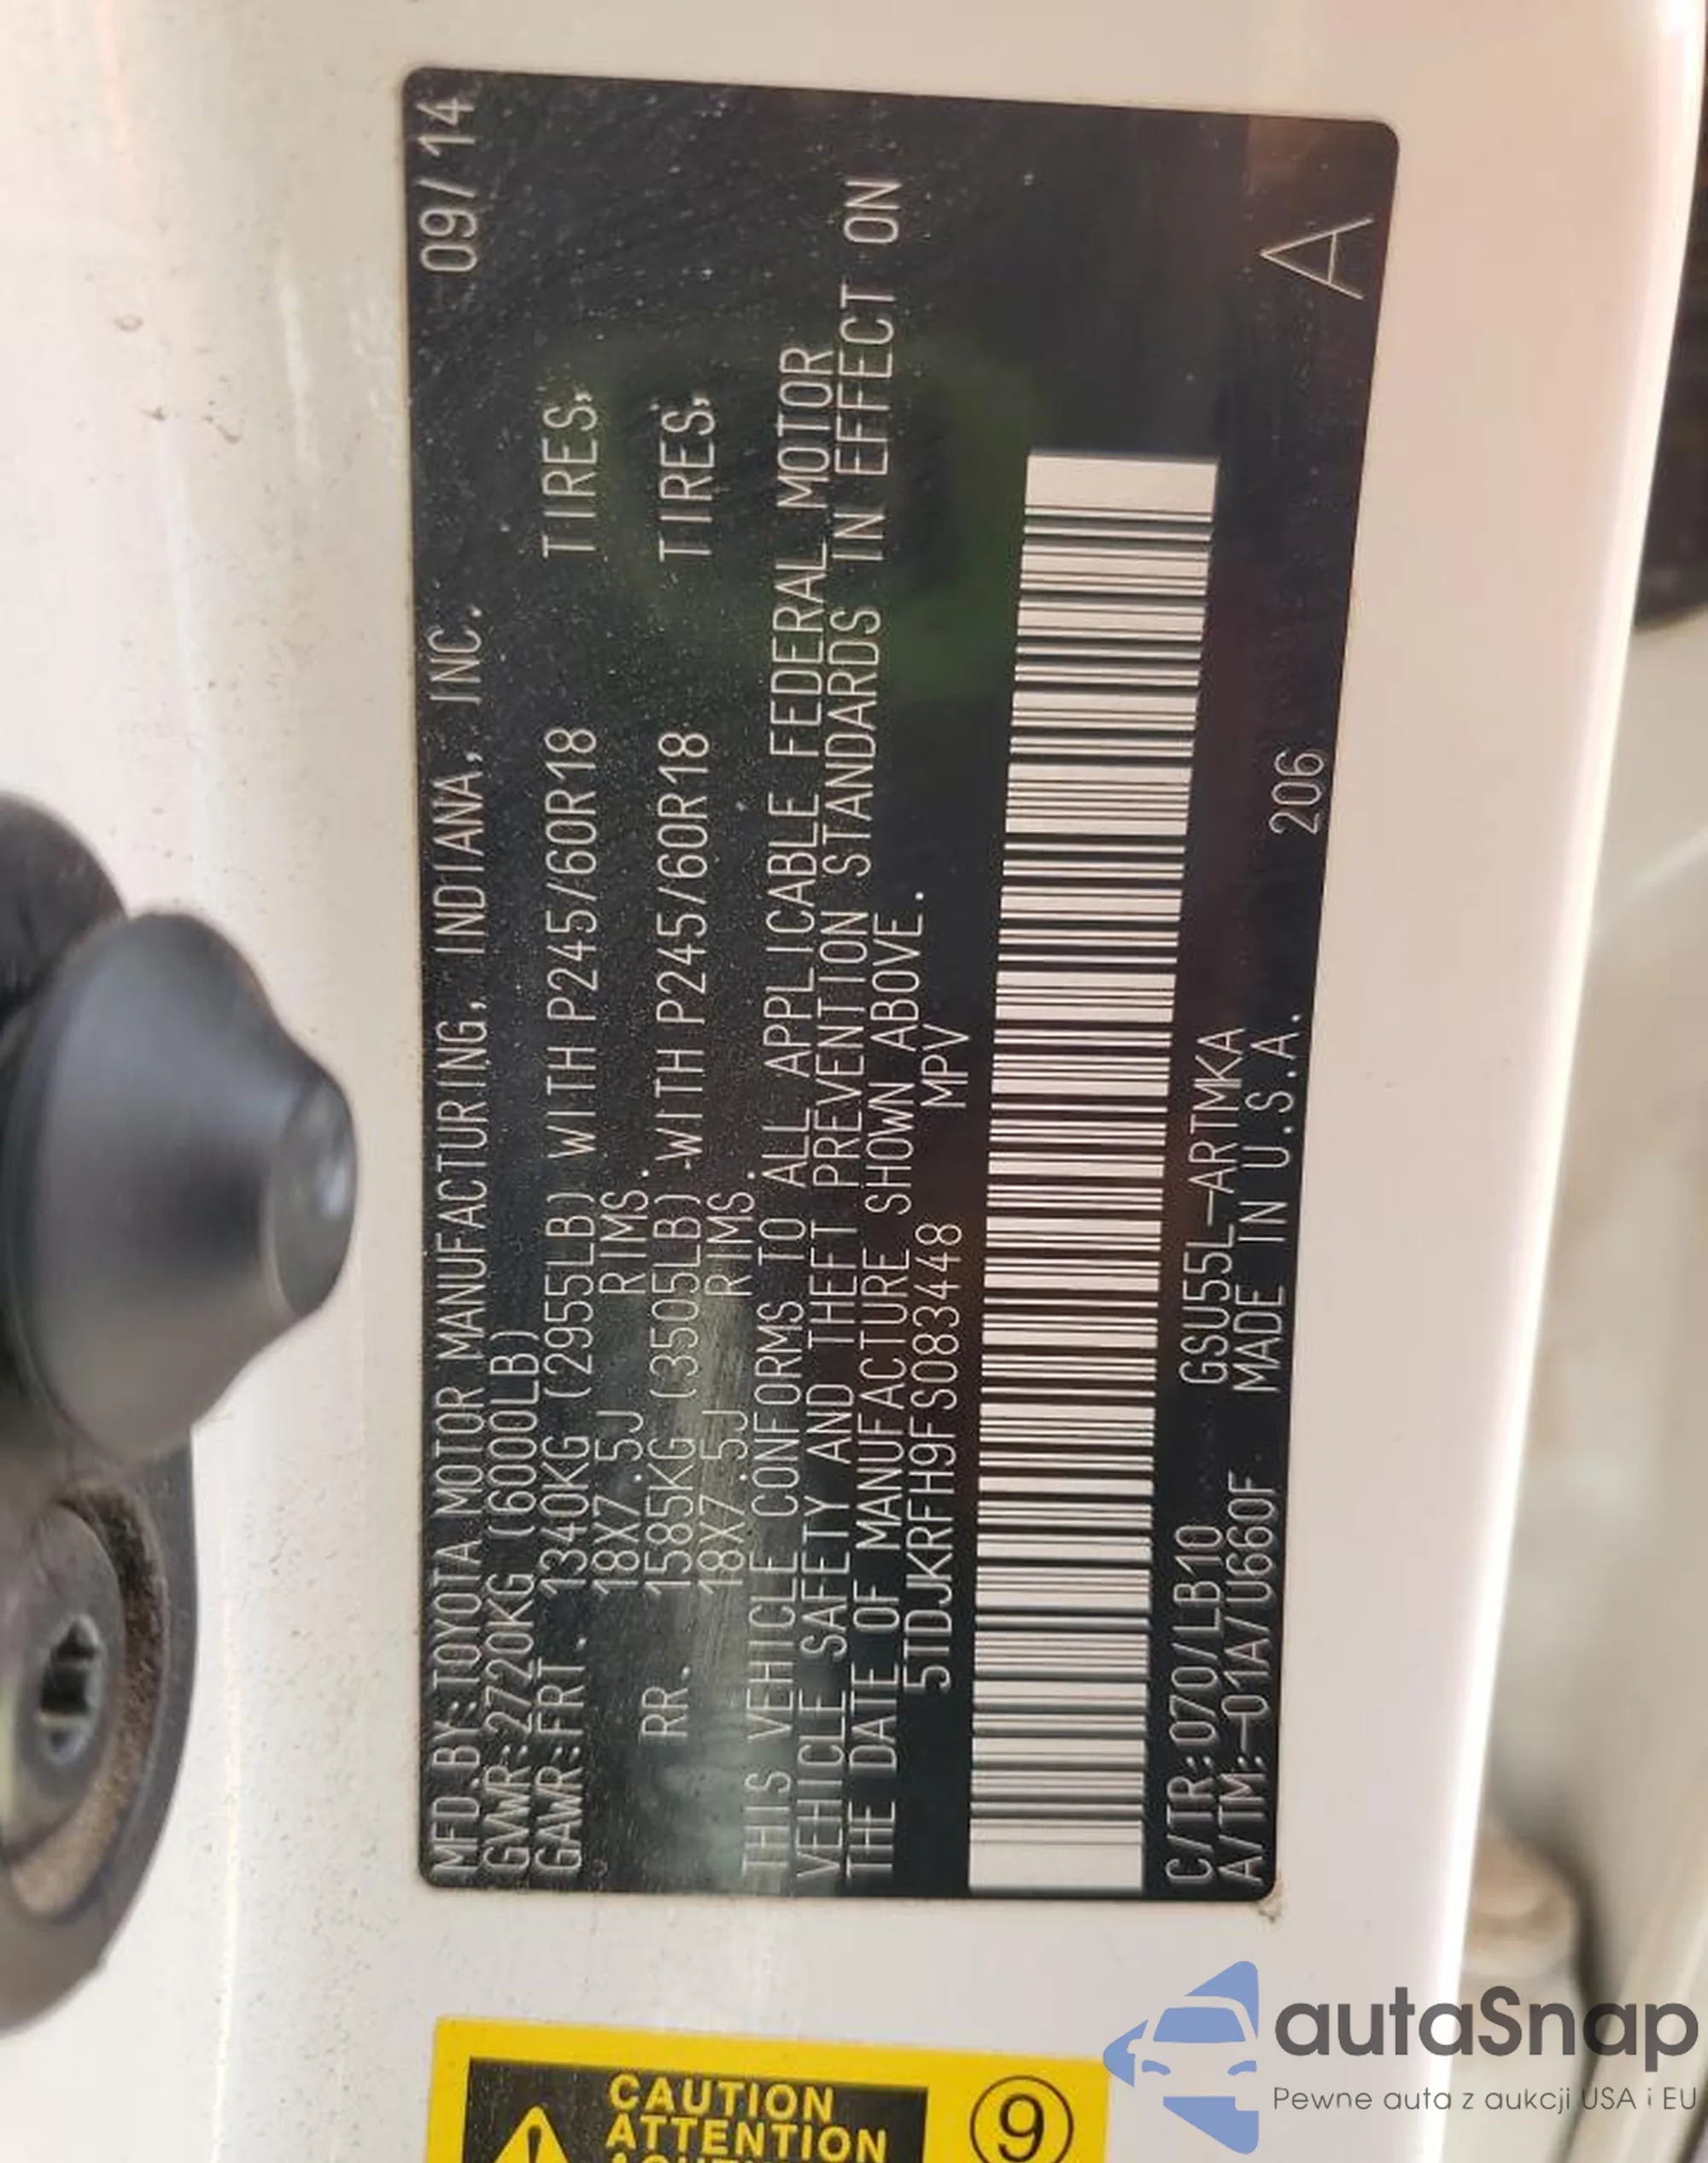 MFD.BY:TOYOTA MOTOR MANUFACTURING, INDIANA, INC. 09/14
GVWR:2720KG (6000LB)
GAWR:FRT. 1340KG (2955LB) WITH P245/60R18 TIRES,
18X7.5J RIMS.
RR. 1585KG (3505LB) WITH P245/60R18 TIRES,
18X7.5J RIMS.
THIS VEHICLE CONFORMS TO ALL APPLICABLE FEDERAL MOTOR
VEHICLE SAFETY AND THEFT PREVENTION STANDARDS IN EFFECT ON
THE DATE OF MANUFACTURE SHOWN ABOVE.
5TDJKRFH9FS083448 MPV
C/TR:070/LB10 GSU55L-ARTMKA
A/TM:-01A/U660F MADE IN U.S.A. 206
A
CAUTION
ATTENTION
9
autaSnap
Pewne auta z aukcji USA i EU